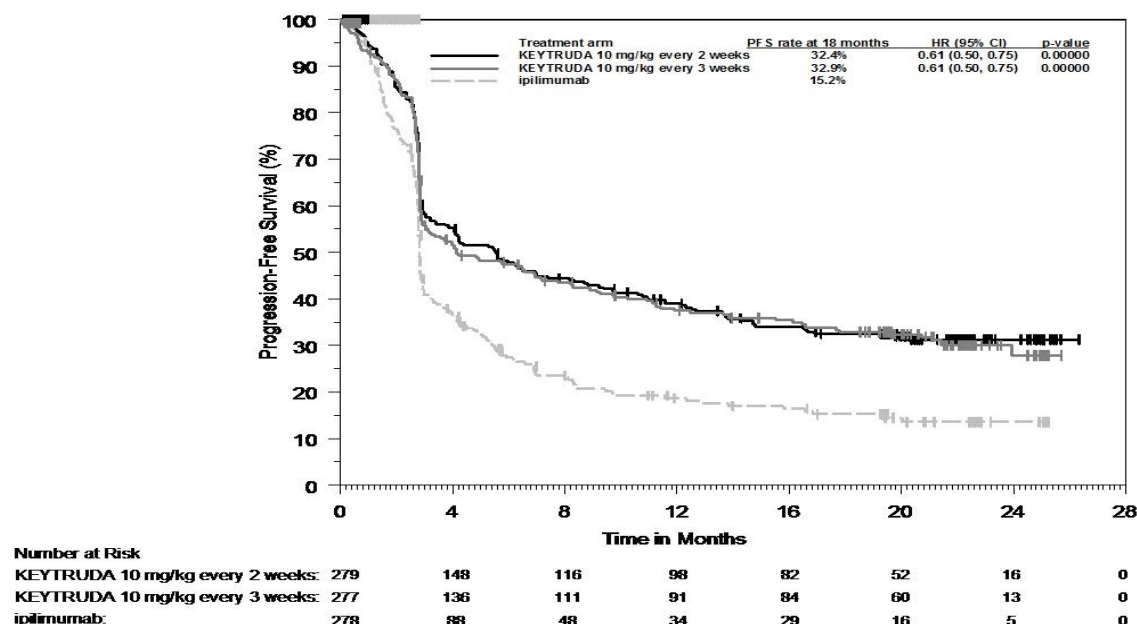 Treatment arm PFS rate at 18 months HR (95% CI) p-value
KEYTRUDA 10 mg/kg every 2 weeks 32.4% 0.61 (0.50, 0.75) 0.00000
KEYTRUDA 10 mg/kg every 3 weeks 32.9% 0.61 (0.50, 0.75) 0.00000
ipilimumab 15.2%
Progression-Free Survival (%)
100
90
80
70
60
50
40
30
20
10
0
0 4 8 12 16 20 24 28
Time in Months
Number at Risk
KEYTRUDA 10 mg/kg every 2 weeks: 279 148 116 98 82 52 16 0
KEYTRUDA 10 mg/kg every 3 weeks: 277 136 111 91 84 60 13 0
ipilimumab: 278 88 48 34 29 16 5 0